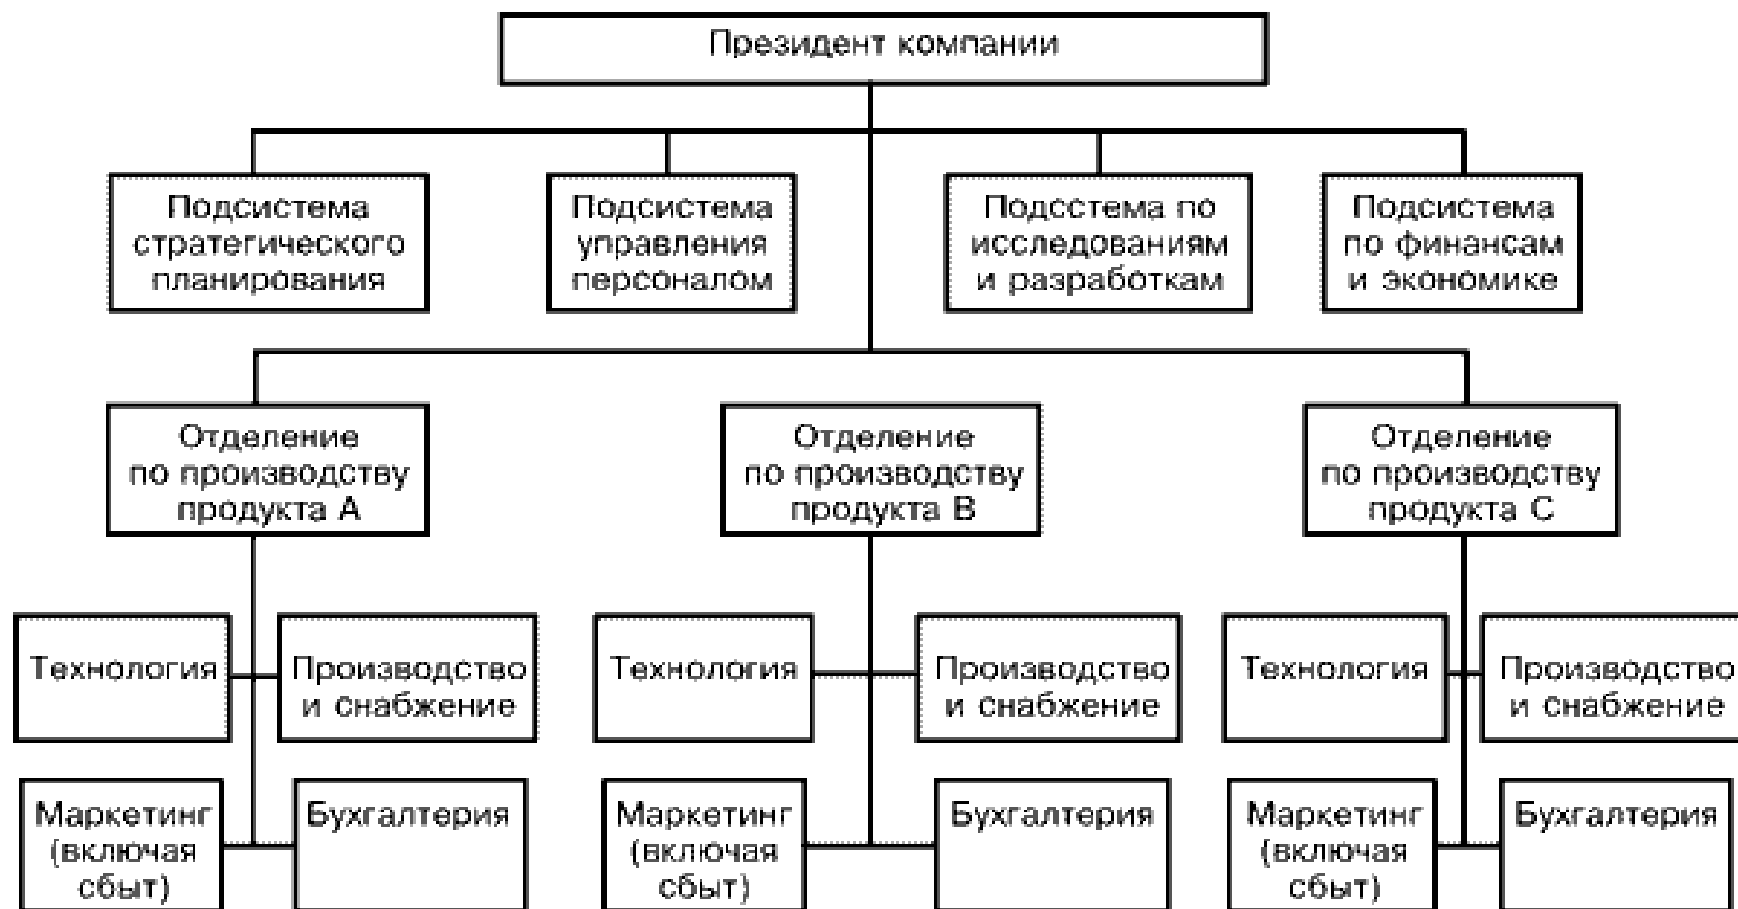 Президент компании
Подсистема
стратегического
планирования
Подсистема
управления
персоналом
Подсстема по
исследованиям
и разработкам
Подсистема
по финансам
и экономике
Отделение
по производству
продукта А
Отделение
по производству
продукта В
Отделение
по производству
продукта С
Технология
Производство
и снабжение
Технология
Производство
и снабжение
Технология
Производство
и снабжение
Маркетинг
(включая
сбыт)
Бухгалтерия
Маркетинг
(включая
сбыт)
Бухгалтерия
Маркетинг
(включая
сбыт)
Бухгалтерия